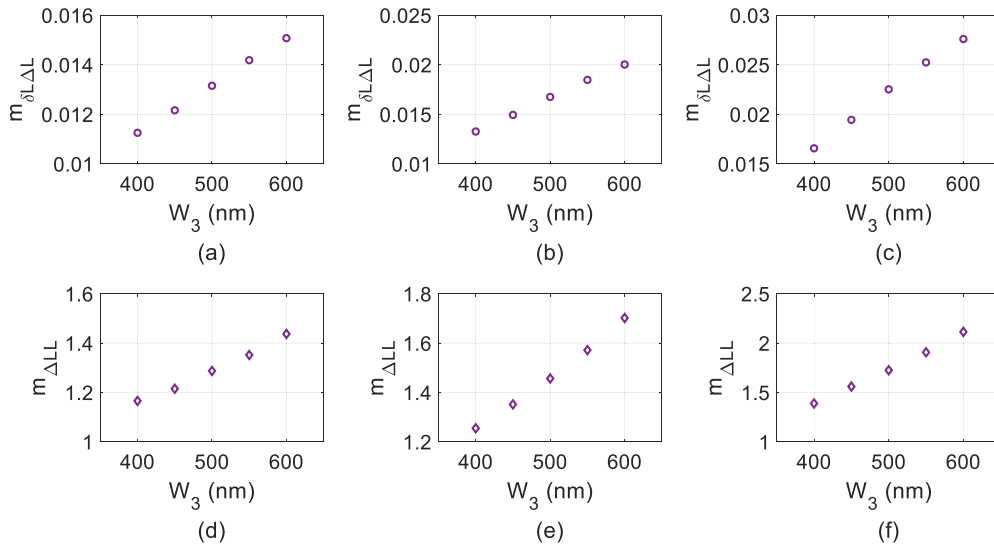 0.016 0.014 0.012 0.01
m_δLΔL
400 500 600
W_3 (nm)
(a)
0.025 0.02 0.015 0.01
m_δLΔL
400 500 600
W_3 (nm)
(b)
0.03 0.025 0.02 0.015
m_δLΔL
400 500 600
W_3 (nm)
(c)
1.6 1.4 1.2 1
m_ΔLL
400 500 600
W_3 (nm)
(d)
1.8 1.6 1.4 1.2
m_ΔLL
400 500 600
W_3 (nm)
(e)
2.5 2 1.5 1
m_ΔLL
400 500 600
W_3 (nm)
(f)